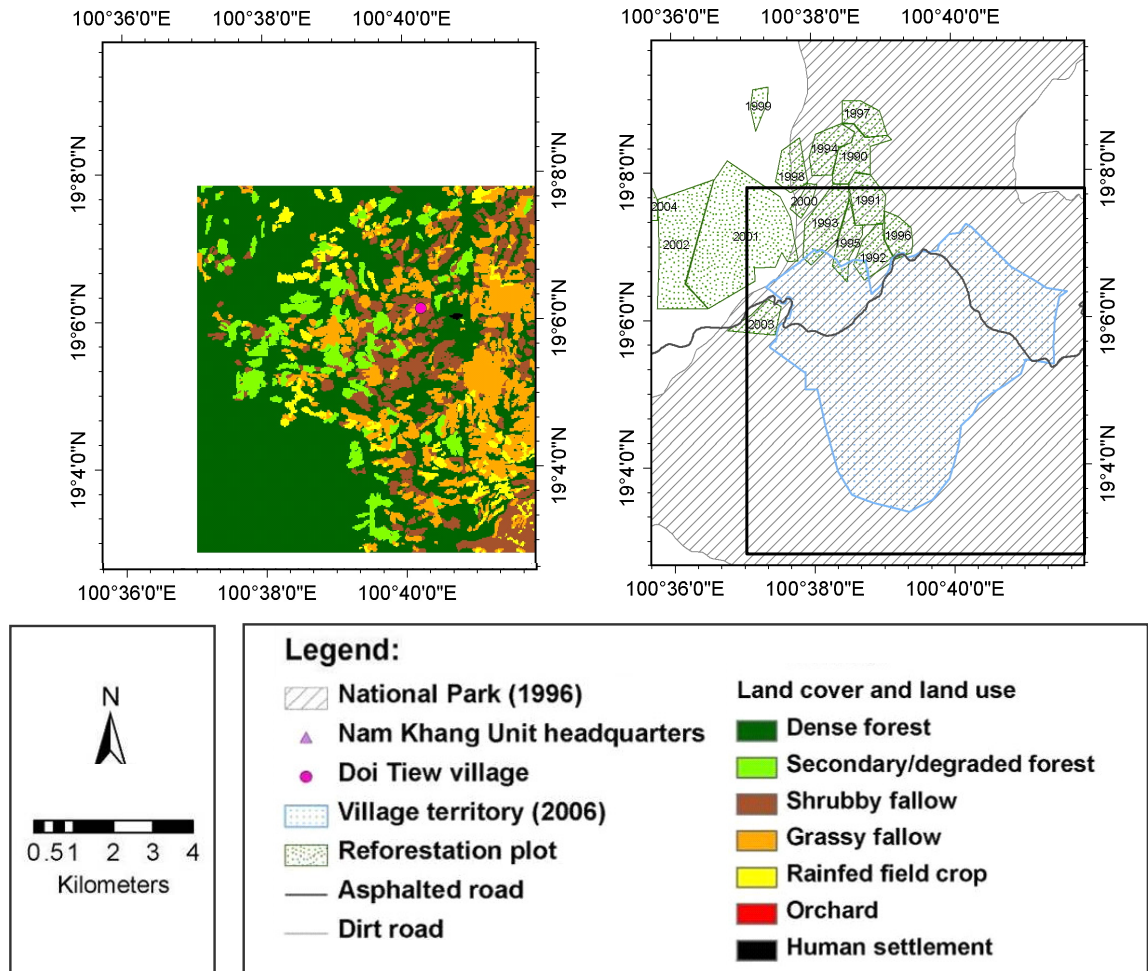 100°36'0"E 100°38'0"E 100°40'0"E
100°36'0"E 100°38'0"E 100°40'0"E
19°8'0"N
19°6'0"N
19°4'0"N
19°8'0"N
19°6'0"N
19°4'0"N
100°36'0"E 100°38'0"E 100°40'0"E
19°8'0"N
19°6'0"N
19°4'0"N
1999
1997
1994
1990
1998
2000
1991
2004
1993
2002
2001
1995
1996
1992
2003
19°8'0"N
19°6'0"N
19°4'0"N
100°36'0"E 100°38'0"E 100°40'0"E
N
0.5 1 2 3 4
Kilometers
Legend:
National Park (1996)
Nam Khang Unit headquarters
Doi Tiew village
Village territory (2006)
Reforestation plot
Asphalted road
Dirt road
Land cover and land use
Dense forest
Secondary/degraded forest
Shrubby fallow
Grassy fallow
Rainfed field crop
Orchard
Human settlement